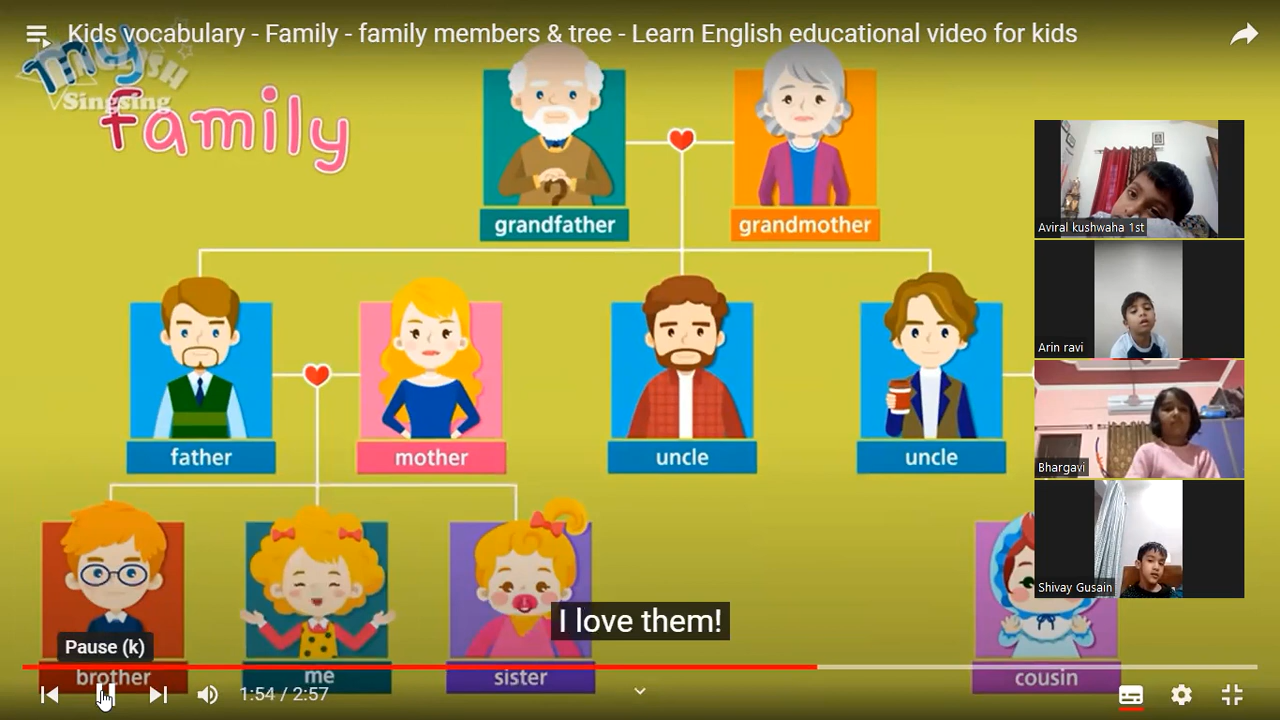 Kids vocabulary - Family - family members & tree - Learn English educational video for kids
my
ENGLISH
Singsing
family
grandfather
grandmother
Aviral kushwaha 1st
Arin ravi
father
mother
uncle
uncle
Bhargavi
Shivay Gusain
I love them!
Pause (k)
brother
me
sister
cousin
1:54 / 2:57